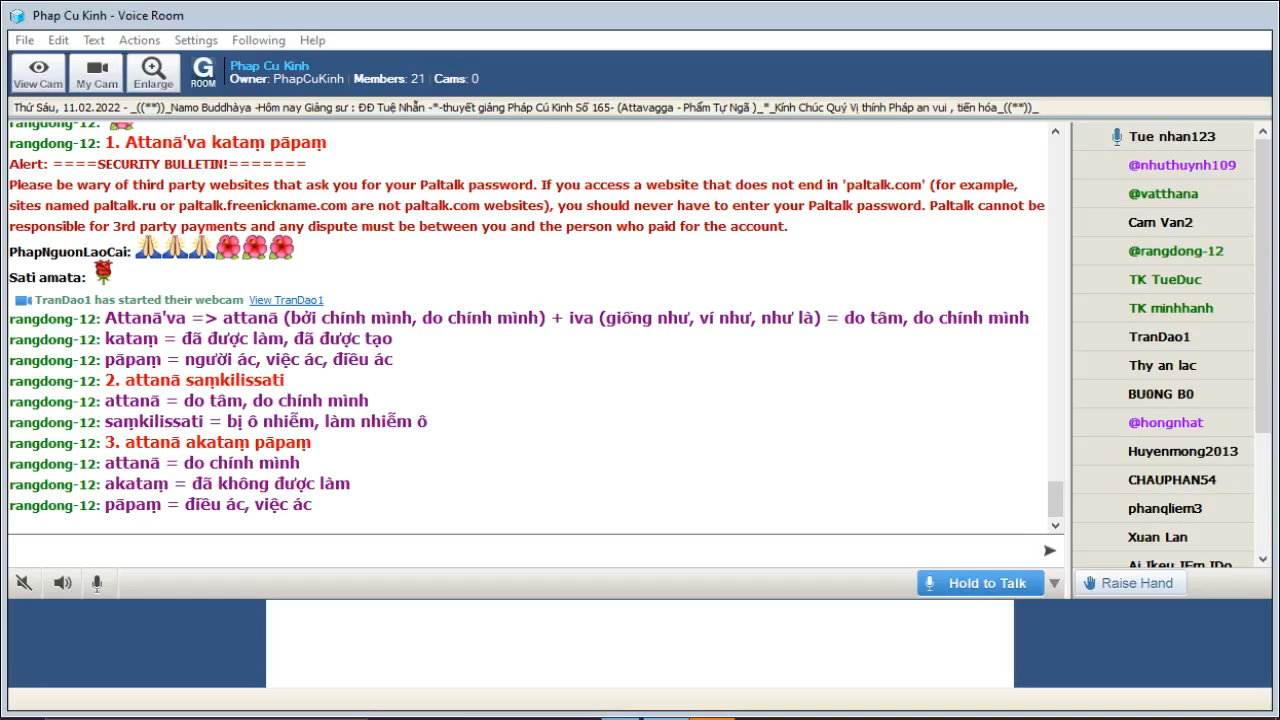 Phap Cu Kinh - Voice Room
File Edit Text Actions Settings Following Help
View Cam My Cam Enlarge G ROOM
Phap Cu Kinh
Owner: PhapCuKinh | Members: 21 | Cams: 0
Thứ Sáu, 11.02.2022 - _((**))_Namo Buddhàya -Hôm nay Giảng sư : ĐĐ Tuệ Nhẫn -*-thuyết giảng Pháp Cú Kinh Số 165- (Attavagga - Phẩm Tự Ngã )_*_Kính Chúc Quý Vị thính Pháp an vui , tiến hóa_((**))_
rangdong-12:
rangdong-12: 1. Attanā'va kataṃ pāpaṃ
Alert: ====SECURITY BULLETIN!=======
Please be wary of third party websites that ask you for your Paltalk password. If you access a website that does not end in 'paltalk.com' (for example,
sites named paltalk.ru or paltalk.freenickname.com are not paltalk.com websites), you should never have to enter your Paltalk password. Paltalk cannot be
responsible for 3rd party payments and any dispute must be between you and the person who paid for the account.
PhapNguonLaoCai:
Sati amata:
TranDao1 has started their webcam View TranDao1
rangdong-12: Attanā'va => attanā (bởi chính mình, do chính mình) + iva (giống như, ví như, như là) = do tâm, do chính mình
rangdong-12: kataṃ = đã được làm, đã được tạo
rangdong-12: pāpaṃ = người ác, việc ác, điều ác
rangdong-12: 2. attanā saṃkilissati
rangdong-12: attanā = do tâm, do chính mình
rangdong-12: saṃkilissati = bị ô nhiễm, làm nhiễm ô
rangdong-12: 3. attanā akataṃ pāpaṃ
rangdong-12: attanā = do chính mình
rangdong-12: akataṃ = đã không được làm
rangdong-12: pāpaṃ = điều ác, việc ác
Tue nhan123
@nhuthuynh109
@vatthana
Cam Van2
@rangdong-12
TK TueDuc
TK minhhanh
TranDao1
Thy an lac
BU0NG B0
@hongnhat
Huyenmong2013
CHAUPHAN54
phanqliem3
Xuan Lan
Ai Ikeu IEm IDo
Hold to Talk
Raise Hand